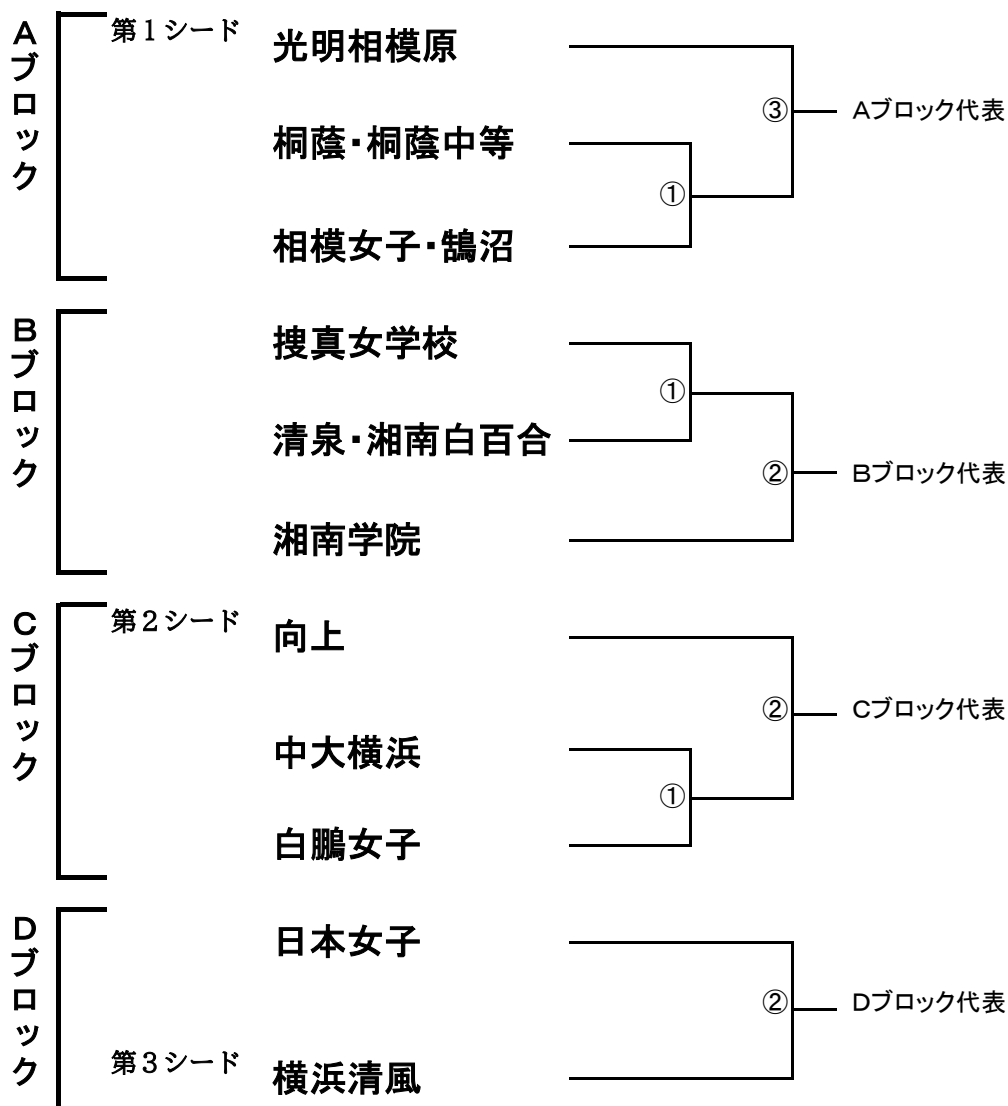 Aブロック
第1シード
光明相模原
③
Aブロック代表
桐蔭・桐蔭中等
①
相模女子・鵠沼
Bブロック
捜真女学校
①
清泉・湘南白百合
②
Bブロック代表
湘南学院
Cブロック
第2シード
向上
②
Cブロック代表
中大横浜
①
白鵬女子
Dブロック
日本女子
②
Dブロック代表
第3シード
横浜清風